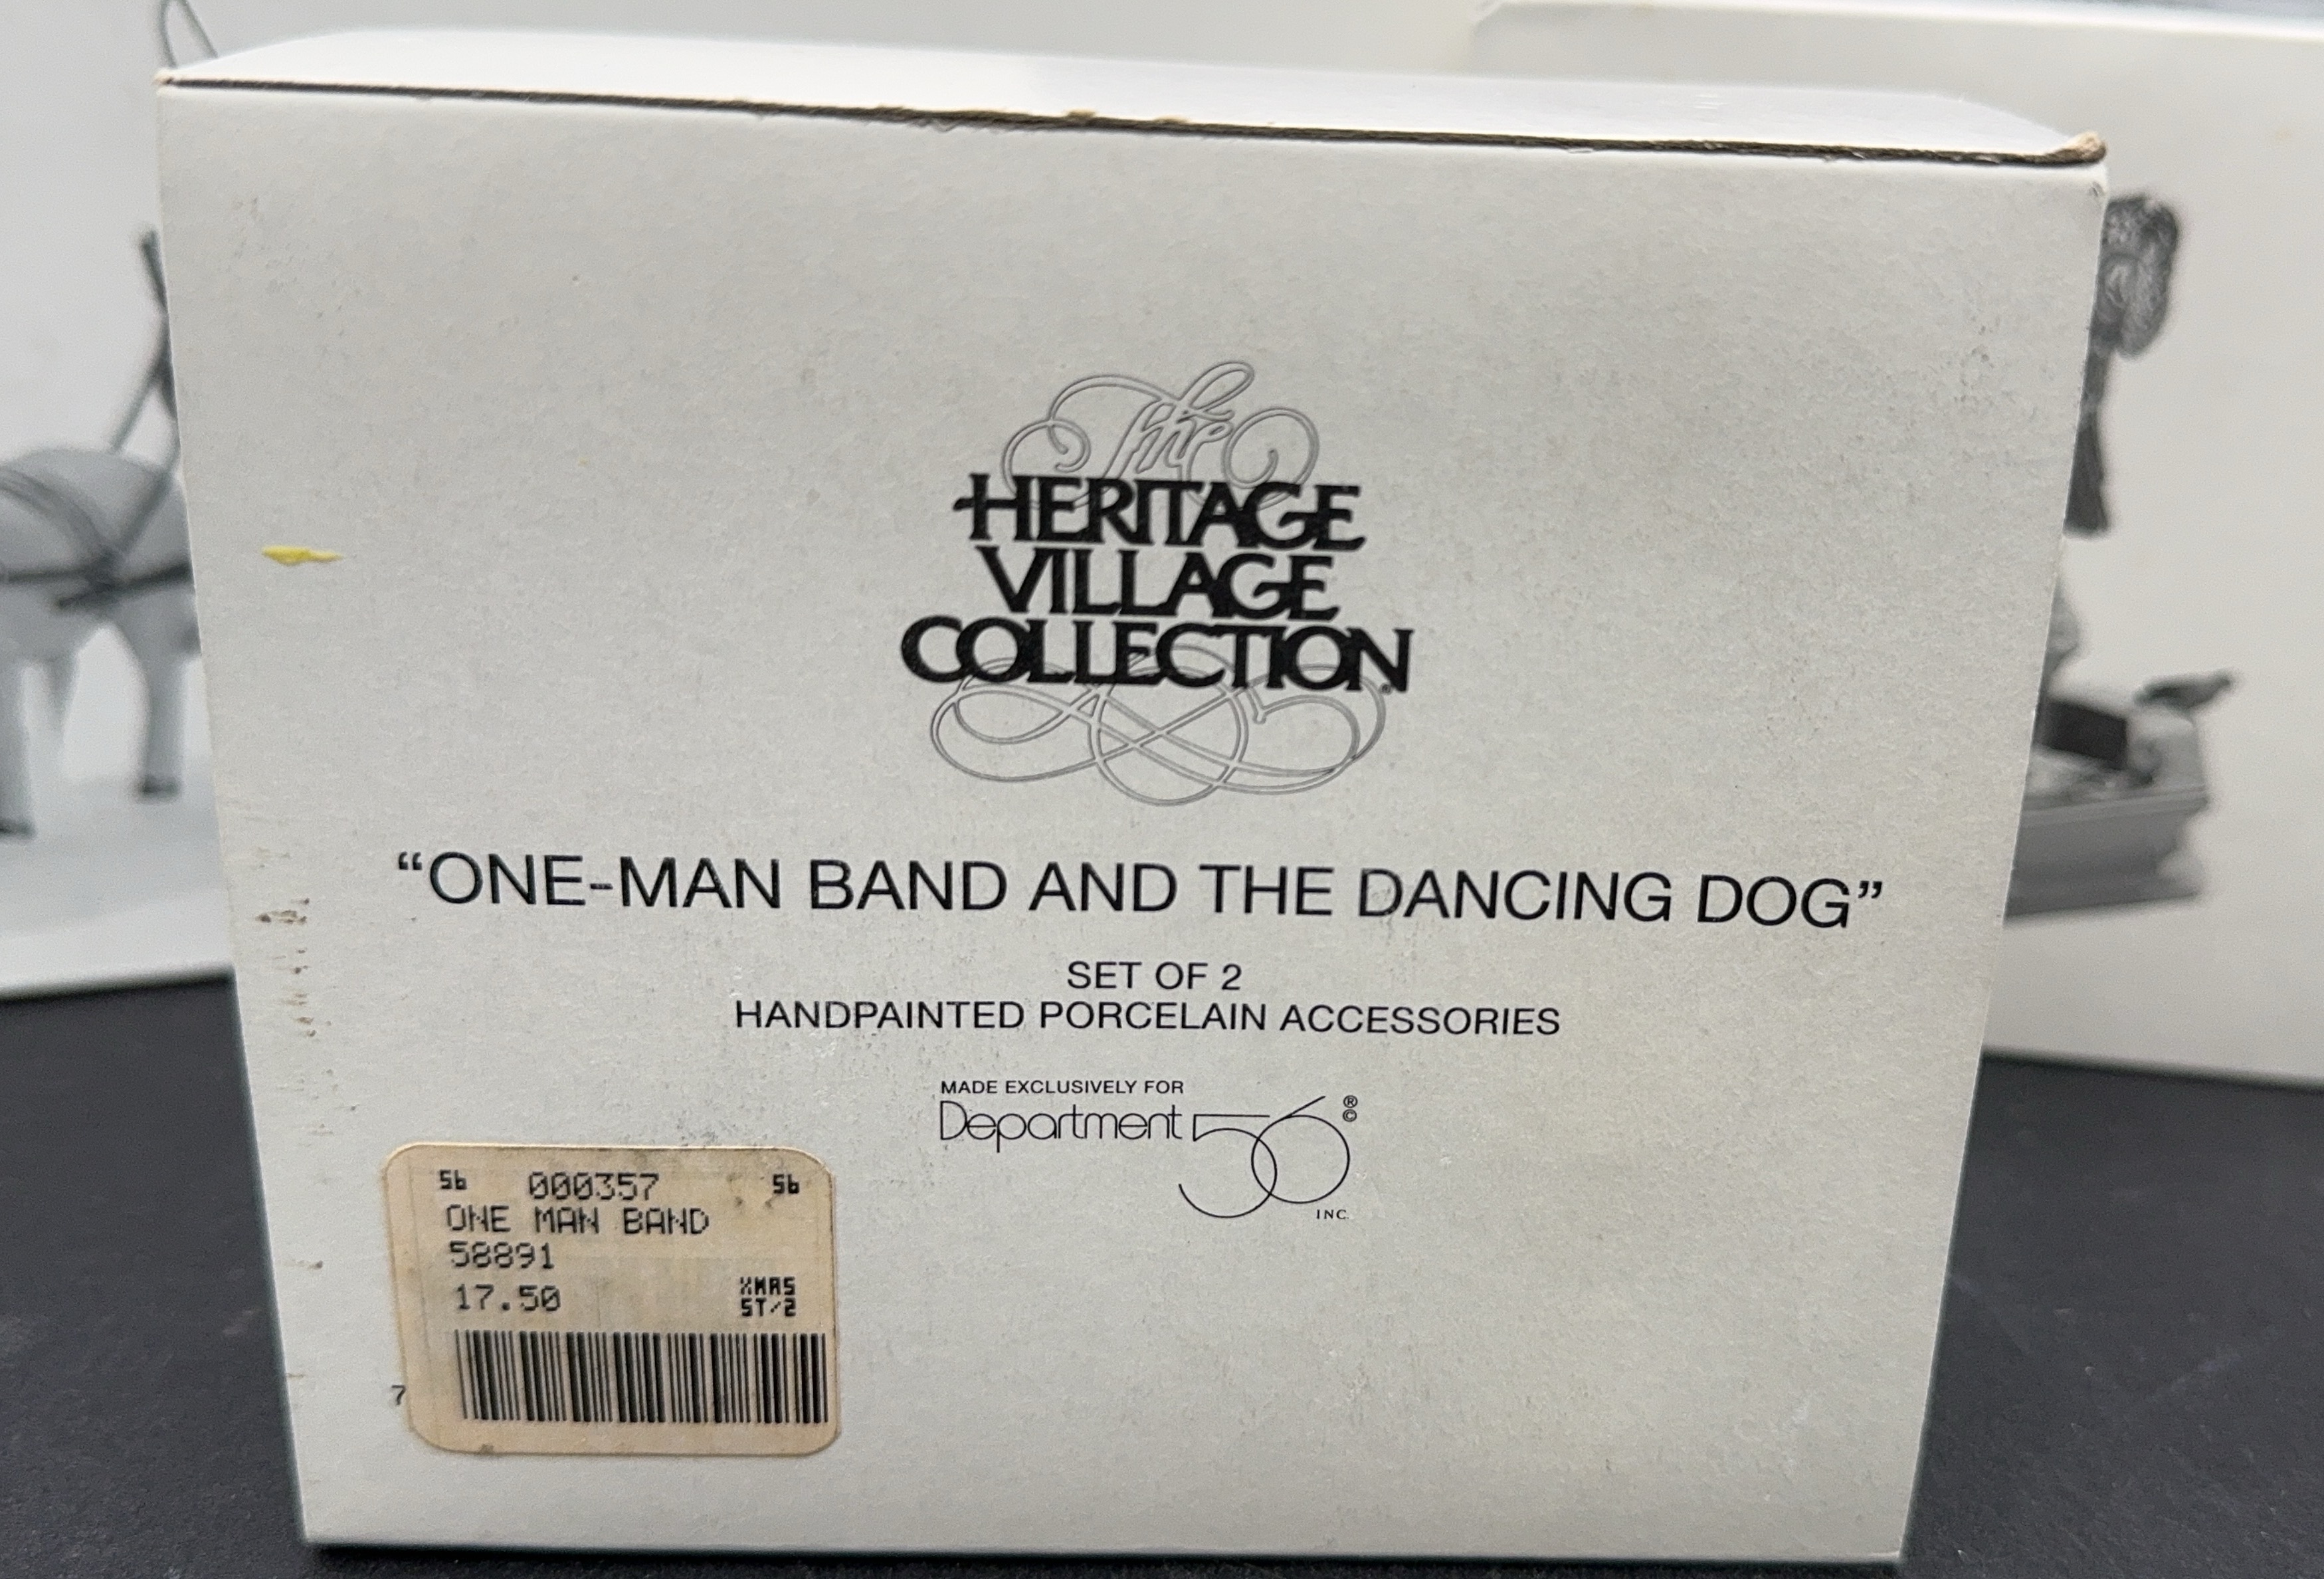 The
HERITAGE
VILLAGE
COLLECTION®
“ONE-MAN BAND AND THE DANCING DOG”
SET OF 2
HANDPAINTED PORCELAIN ACCESSORIES
MADE EXCLUSIVELY FOR
Department 56 ® ©
INC.
56 000357 56
ONE MAN BAND
58891
17.50 XMAS
ST/2
7